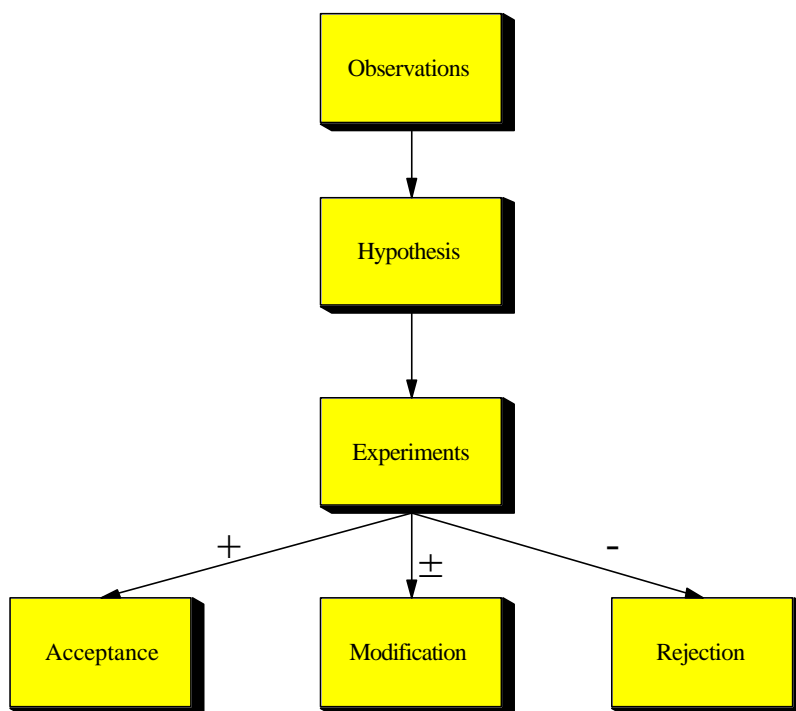 Observations
Hypothesis
Experiments
+
±
-
Acceptance
Modification
Rejection